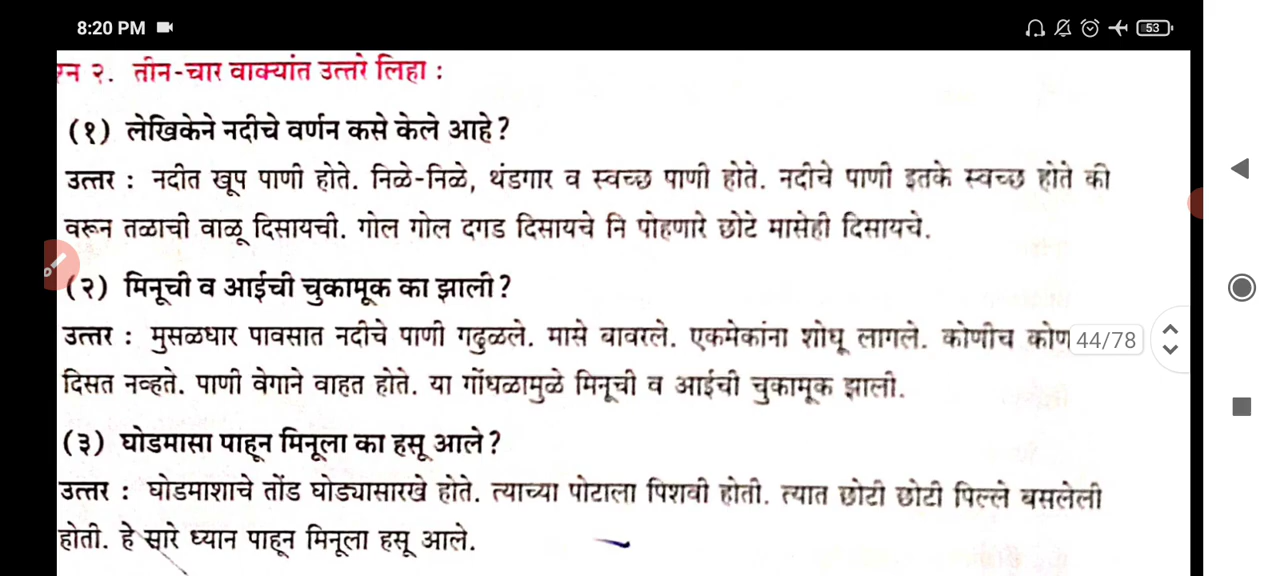 8:20 PM
53
न २. तीन-चार वाक्यांत उत्तरे लिहा :
(१) लेखिकेने नदीचे वर्णन कसे केले आहे?
उत्तर : नदीत खूप पाणी होते. निळे-निळे, थंडगार व स्वच्छ पाणी होते. नदीचे पाणी इतके स्वच्छ होते की
वरून तळाची वाळू दिसायची. गोल गोल दगड दिसायचे नि पोहणारे छोटे मासेही दिसायचे.
(२) मिनूची व आईची चुकामूक का झाली?
उत्तर : मुसळधार पावसात नदीचे पाणी गढुळले. मासे बावरले. एकमेकांना शोधू लागले. कोणीच कोण
44/78
दिसत नव्हते. पाणी वेगाने वाहत होते. या गोंधळामुळे मिनूची व आईची चुकामूक झाली.
(३) घोडमासा पाहून मिनूला का हसू आले?
उत्तर : घोडमाशाचे तोंड घोड्यासारखे होते. त्याच्या पोटाला पिशवी होती. त्यात छोटी छोटी पिल्ले बसलेली
होती. हे सारे ध्यान पाहून मिनूला हसू आले.